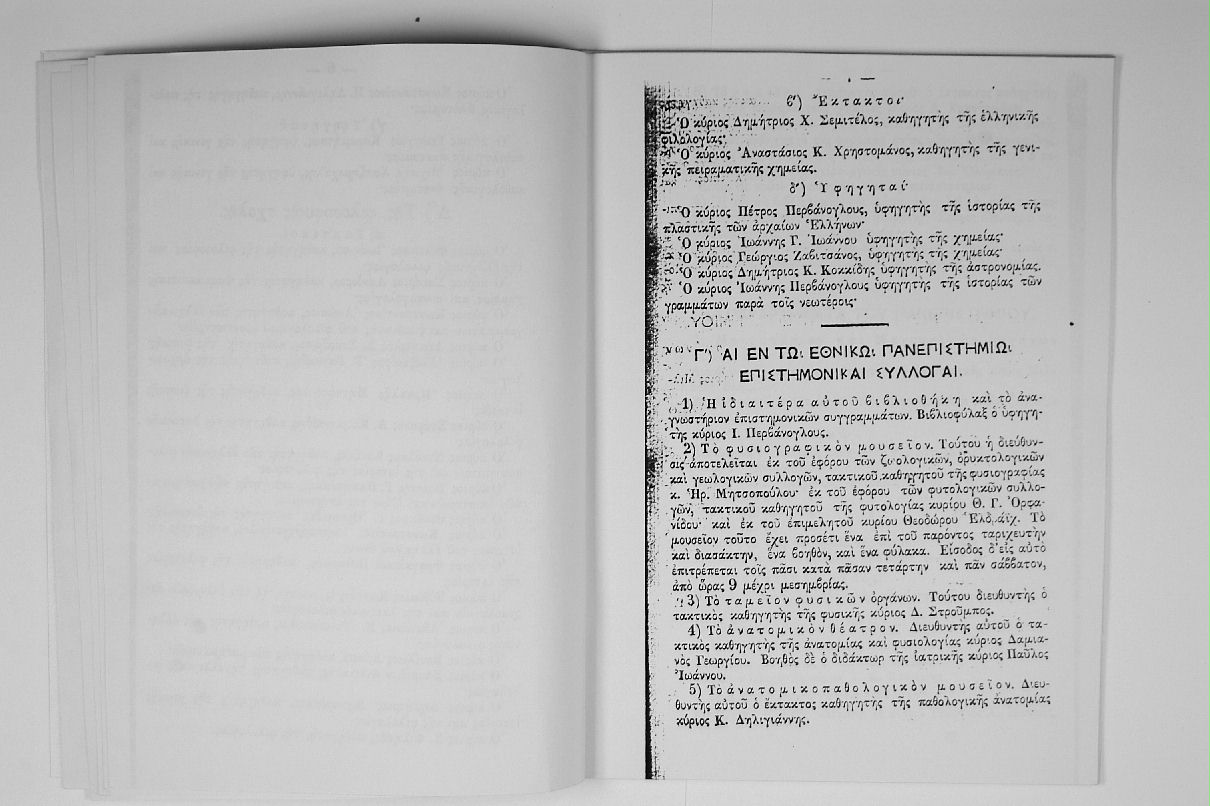 6') Ἔκτακτοι·
Ὁ κύριος Δημήτριος Χ. Σεμιτέλος, καθηγητὴς τῆς ἑλληνικῆς
φιλολογίας·
Ὁ κύριος Ἀναστάσιος Κ. Χρηστομάνος, καθηγητὴς τῆς γενι-
κῆς πειραματικῆς χημείας.
δ') Ὑφηγηταί·
Ὁ κύριος Πέτρος Περβάνογλους, ὑφηγητὴς τῆς ἱστορίας τῆς
πλαστικῆς τῶν ἀρχαίων Ἑλλήνων·
Ὁ κύριος Ἰωάννης Γ. Ἰωάννου ὑφηγητὴς τῆς χημείας·
Ὁ κύριος Γεώργιος Ζαβιτσάνος, ὑφηγητὴς τῆς χημείας·
Ὁ κύριος Δημήτριος Κ. Κοκκίδης ὑφηγητὴς τῆς ἀστρονομίας.
Ὁ κύριος Ἰωάννης Περβάνογλους ὑφηγητὴς τῆς ἱστορίας τῶν
γραμμάτων παρὰ τοῖς νεωτέροις·
Γ') ΑΙ ΕΝ ΤΩι ΕΘΝΙΚΩι ΠΑΝΕΠΙΣΤΗΜΙΩι
ΕΠΙΣΤΗΜΟΝΙΚΑΙ ΣΥΛΛΟΓΑΙ.
1) Ἡ ἰδιαιτέρα αὐτοῦ βιβλιοθήκη καὶ τὸ ἀνα-
γνωστήριον ἐπιστημονικῶν συγγραμμάτων. Βιβλιοφύλαξ ὁ ὑφηγη-
τὴς κύριος Ι. Περβάνογλους.
2) Τὸ φυσιογραφικὸν μουσεῖον. Τούτου ἡ διεύθυν-
σις ἀποτελεῖται ἐκ τοῦ ἐφόρου τῶν ζωολογικῶν, ὀρυκτολογικῶν
καὶ γεωλογικῶν συλλογῶν, τακτικοῦ καθηγητοῦ τῆς φυσιογραφίας
κ. Ἡρ. Μητσοπούλου· ἐκ τοῦ ἐφόρου τῶν φυτολογικῶν συλλο-
γῶν, τακτικοῦ καθηγητοῦ τῆς φυτολογίας κυρίου Θ. Γ. Ὀρφα-
νίδου· καὶ ἐκ τοῦ ἐπιμελητοῦ κυρίου Θεοδώρου Ἑλδράϊχ. Τὸ
μουσεῖον τοῦτο ἔχει προσέτι ἕνα ἐπὶ τοῦ παρόντος ταριχευτὴν
καὶ διασάκτην, ἕνα βοηθὸν, καὶ ἕνα φύλακα. Εἴσοδος δ'εἰς αὐτὸ
ἐπιτρέπεται τοῖς πᾶσι κατὰ πᾶσαν τετάρτην καὶ πᾶν σάββατον,
ἀπὸ ὥρας 9 μέχρι μεσημβρίας.
3) Τὸ ταμεῖον φυσικῶν ὀργάνων. Τούτου διευθυντὴς ὁ
τακτικὸς καθηγητὴς τῆς φυσικῆς κύριος Δ. Στροῦμπος.
4) Τὸ ἀνατομικὸν θέατρον. Διευθυντὴς αὐτοῦ ὁ τα-
κτικὸς καθηγητὴς τῆς ἀνατομίας καὶ φυσιολογίας κύριος Δαμια-
νὸς Γεωργίου. Βοηθὸς δὲ ὁ διδάκτωρ τῆς ἰατρικῆς κύριος Παῦλος
Ἰωάννου.
5) Τὸ ἀνατομικοπαθολογικὸν μουσεῖον. Διευ-
θυντὴς αὐτοῦ ὁ ἔκτακτος καθηγητὴς τῆς παθολογικῆς ἀνατομίας
κύριος Κ. Δηλιγιάννης.